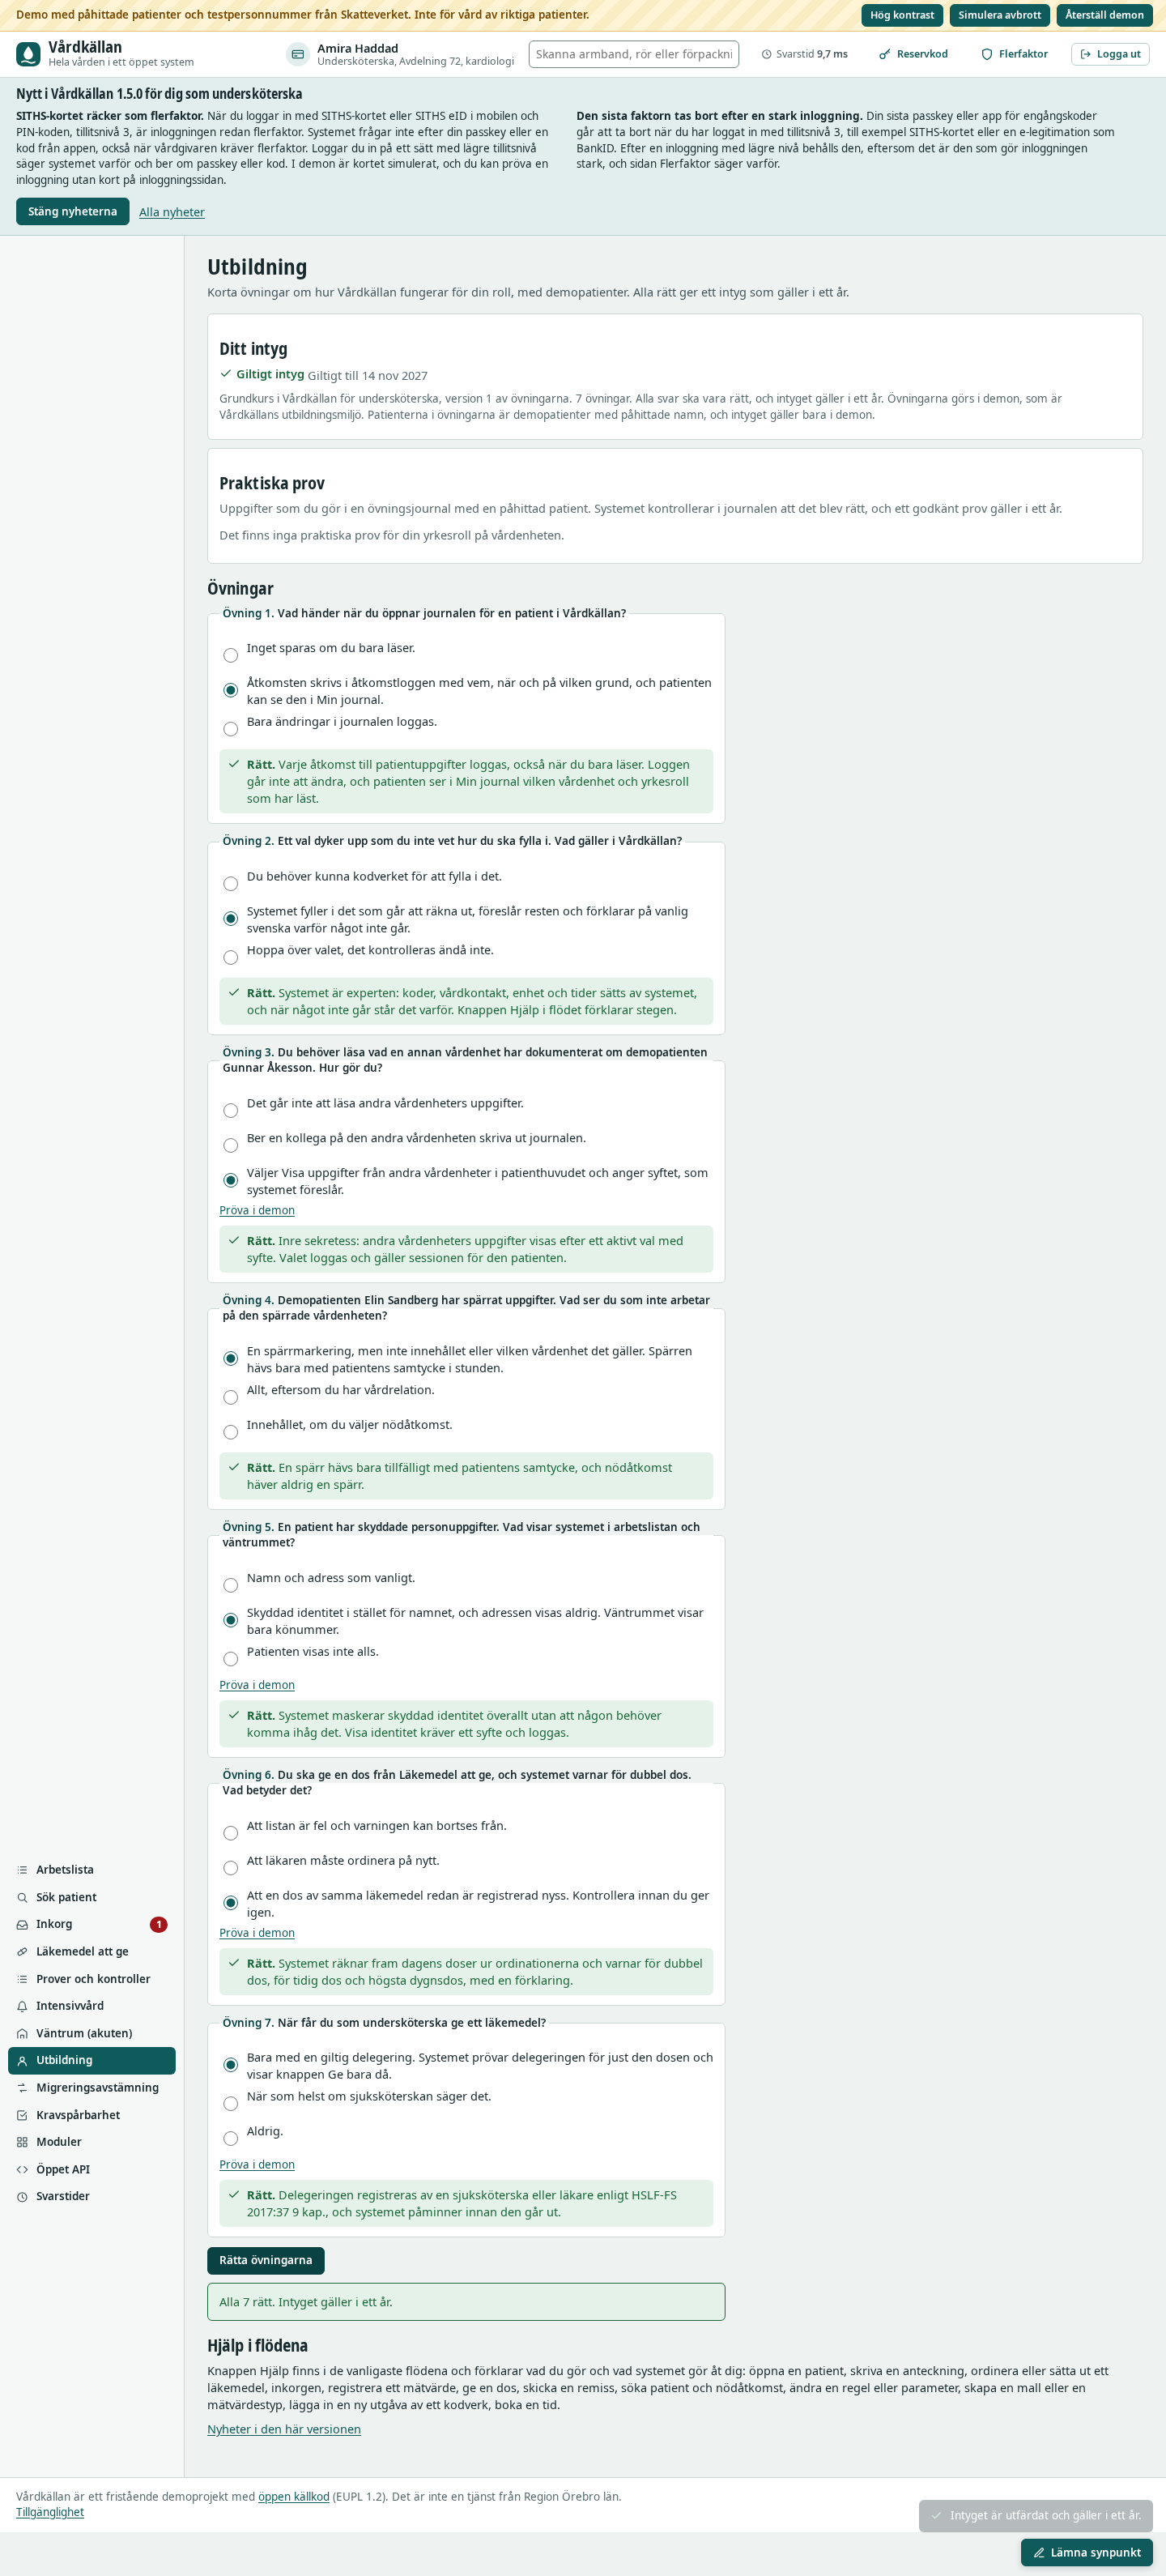 Demo med påhittade patienter och testpersonnummer från Skatteverket. Inte för vård av riktiga patienter.
Hög kontrast
Simulera avbrott
Återställ demon
Vårdkällan
Hela vården i ett öppet system
Amira Haddad
Undersköterska, Avdelning 72, kardiologi
Skanna armband, rör eller förpackni
Svarstid 9,7 ms
Reservkod
Flerfaktor
Logga ut
Nytt i Vårdkällan 1.5.0 för dig som undersköterska
SITHS-kortet räcker som flerfaktor. När du loggar in med SITHS-kortet eller SITHS eID i mobilen och
PIN-koden, tillitsnivå 3, är inloggningen redan flerfaktor. Systemet frågar inte efter din passkey eller en
kod från appen, också när vårdgivaren kräver flerfaktor. Loggar du in på ett sätt med lägre tillitsnivå
säger systemet varför och ber om passkey eller kod. I demon är kortet simulerat, och du kan pröva en
inloggning utan kort på inloggningssidan.
Den sista faktorn tas bort efter en stark inloggning. Din sista passkey eller app för engångskoder
går att ta bort när du har loggat in med tillitsnivå 3, till exempel SITHS-kortet eller en e-legitimation som
BankID. Efter en inloggning med lägre nivå behålls den, eftersom det är den som gör inloggningen
stark, och sidan Flerfaktor säger varför.
Stäng nyheterna
Alla nyheter
Utbildning
Korta övningar om hur Vårdkällan fungerar för din roll, med demopatienter. Alla rätt ger ett intyg som gäller i ett år.
Ditt intyg
Giltigt intyg Giltigt till 14 nov 2027
Grundkurs i Vårdkällan för undersköterska, version 1 av övningarna. 7 övningar. Alla svar ska vara rätt, och intyget gäller i ett år. Övningarna görs i demon, som är
Vårdkällans utbildningsmiljö. Patienterna i övningarna är demopatienter med påhittade namn, och intyget gäller bara i demon.
Praktiska prov
Uppgifter som du gör i en övningsjournal med en påhittad patient. Systemet kontrollerar i journalen att det blev rätt, och ett godkänt prov gäller i ett år.
Det finns inga praktiska prov för din yrkesroll på vårdenheten.
Övningar
Övning 1. Vad händer när du öppnar journalen för en patient i Vårdkällan?
Inget sparas om du bara läser.
Åtkomsten skrivs i åtkomstloggen med vem, när och på vilken grund, och patienten
kan se den i Min journal.
Bara ändringar i journalen loggas.
Rätt. Varje åtkomst till patientuppgifter loggas, också när du bara läser. Loggen
går inte att ändra, och patienten ser i Min journal vilken vårdenhet och yrkesroll
som har läst.
Övning 2. Ett val dyker upp som du inte vet hur du ska fylla i. Vad gäller i Vårdkällan?
Du behöver kunna kodverket för att fylla i det.
Systemet fyller i det som går att räkna ut, föreslår resten och förklarar på vanlig
svenska varför något inte går.
Hoppa över valet, det kontrolleras ändå inte.
Rätt. Systemet är experten: koder, vårdkontakt, enhet och tider sätts av systemet,
och när något inte går står det varför. Knappen Hjälp i flödet förklarar stegen.
Övning 3. Du behöver läsa vad en annan vårdenhet har dokumenterat om demopatienten
Gunnar Åkesson. Hur gör du?
Det går inte att läsa andra vårdenheters uppgifter.
Ber en kollega på den andra vårdenheten skriva ut journalen.
Väljer Visa uppgifter från andra vårdenheter i patienthuvudet och anger syftet, som
systemet föreslår.
Pröva i demon
Rätt. Inre sekretess: andra vårdenheters uppgifter visas efter ett aktivt val med
syfte. Valet loggas och gäller sessionen för den patienten.
Övning 4. Demopatienten Elin Sandberg har spärrat uppgifter. Vad ser du som inte arbetar
på den spärrade vårdenheten?
En spärrmarkering, men inte innehållet eller vilken vårdenhet det gäller. Spärren
hävs bara med patientens samtycke i stunden.
Allt, eftersom du har vårdrelation.
Innehållet, om du väljer nödåtkomst.
Rätt. En spärr hävs bara tillfälligt med patientens samtycke, och nödåtkomst
häver aldrig en spärr.
Övning 5. En patient har skyddade personuppgifter. Vad visar systemet i arbetslistan och
väntrummet?
Namn och adress som vanligt.
Skyddad identitet i stället för namnet, och adressen visas aldrig. Väntrummet visar
bara könummer.
Patienten visas inte alls.
Pröva i demon
Rätt. Systemet maskerar skyddad identitet överallt utan att någon behöver
komma ihåg det. Visa identitet kräver ett syfte och loggas.
Övning 6. Du ska ge en dos från Läkemedel att ge, och systemet varnar för dubbel dos.
Vad betyder det?
Att listan är fel och varningen kan bortses från.
Att läkaren måste ordinera på nytt.
Att en dos av samma läkemedel redan är registrerad nyss. Kontrollera innan du ger
igen.
Pröva i demon
Rätt. Systemet räknar fram dagens doser ur ordinationerna och varnar för dubbel
dos, för tidig dos och högsta dygnsdos, med en förklaring.
Övning 7. När får du som undersköterska ge ett läkemedel?
Bara med en giltig delegering. Systemet prövar delegeringen för just den dosen och
visar knappen Ge bara då.
När som helst om sjuksköterskan säger det.
Aldrig.
Pröva i demon
Rätt. Delegeringen registreras av en sjuksköterska eller läkare enligt HSLF-FS
2017:37 9 kap., och systemet påminner innan den går ut.
Rätta övningarna
Alla 7 rätt. Intyget gäller i ett år.
Hjälp i flödena
Knappen Hjälp finns i de vanligaste flödena och förklarar vad du gör och vad systemet gör åt dig: öppna en patient, skriva en anteckning, ordinera eller sätta ut ett
läkemedel, inkorgen, registrera ett mätvärde, ge en dos, skicka en remiss, söka patient och nödåtkomst, ändra en regel eller parameter, skapa en mall eller en
mätvärdestyp, lägga in en ny utgåva av ett kodverk, boka en tid.
Nyheter i den här versionen
Arbetslista
Sök patient
Inkorg 1
Läkemedel att ge
Prover och kontroller
Intensivvård
Väntrum (akuten)
Utbildning
Migreringsavstämning
Kravspårbarhet
Moduler
Öppet API
Svarstider
Vårdkällan är ett fristående demoprojekt med öppen källkod (EUPL 1.2). Det är inte en tjänst från Region Örebro län.
Tillgänglighet
Intyget är utfärdat och gäller i ett år.
Lämna synpunkt